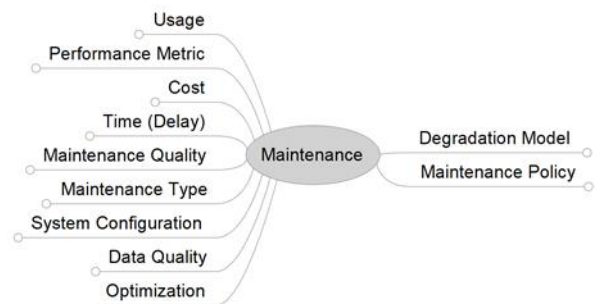 Usage
Performance Metric
Cost
Time (Delay)
Maintenance Quality
Maintenance Type
System Configuration
Data Quality
Optimization
Maintenance
Degradation Model
Maintenance Policy